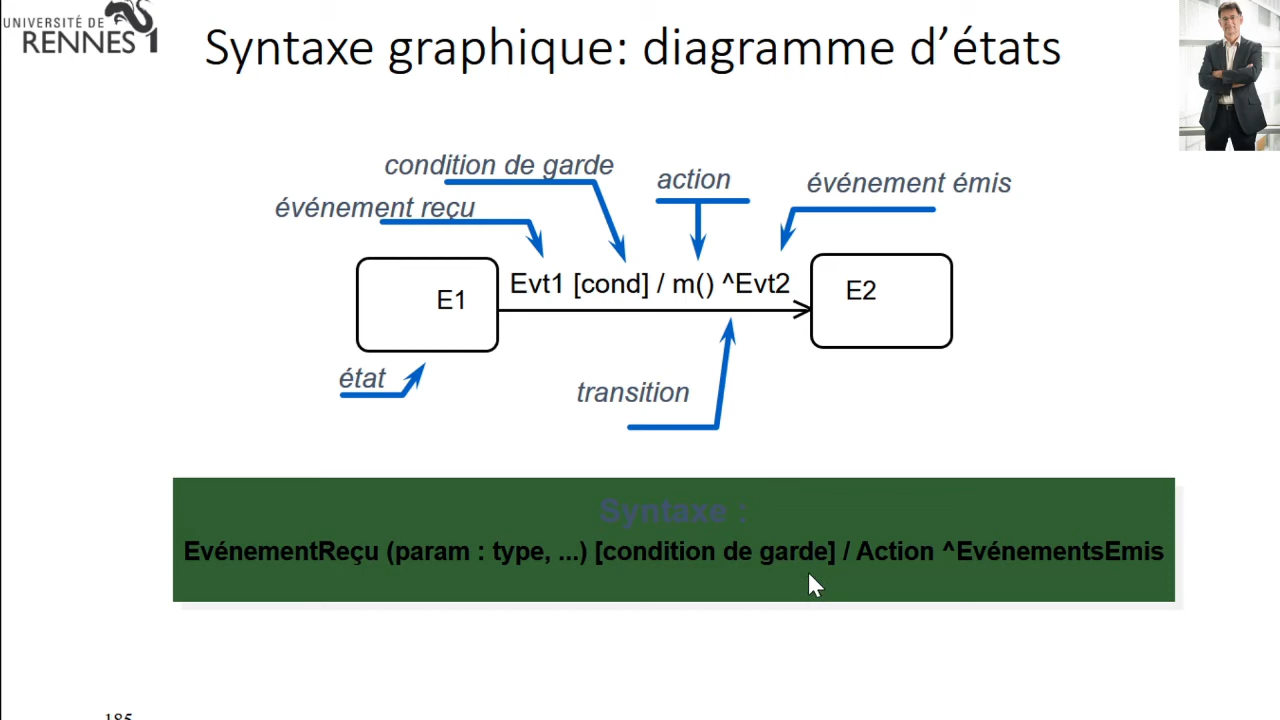 UNIVERSITÉ DE
RENNES 1
Syntaxe graphique: diagramme d’états
condition de garde
action
événement émis
événement reçu
Evt1 [cond] / m() ^Evt2
E1
E2
état
transition
Syntaxe :
EvénementReçu (param : type, ...) [condition de garde] / Action ^EvénementsEmis
185